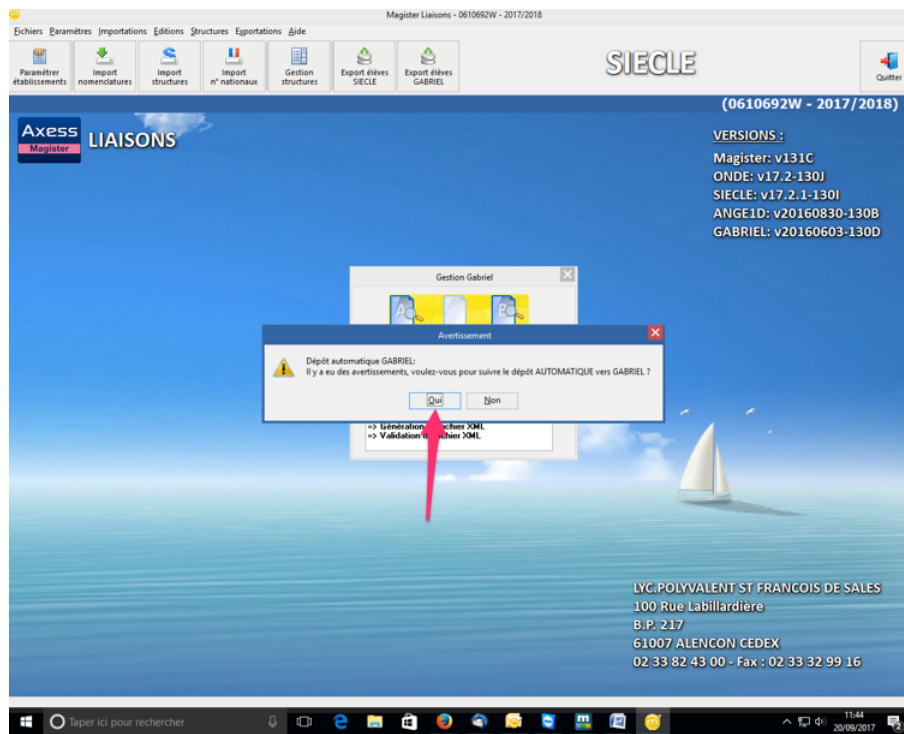 Magister Liaisons - 0610692W - 2017/2018
Fichiers Paramètres Importations Editions Structures Exportations Aide
Paramétrer établissements
Import nomenclatures
Import structures
Import n° nationaux
Gestion structures
Export élèves SIECLE
Export élèves GABRIEL
SIECLE
Quitter
(0610692W - 2017/2018)
Axess
Magister
LIAISONS
VERSIONS :
Magister: v131C
ONDE: v17.2-130J
SIECLE: v17.2.1-130I
ANGE1D: v20160830-130B
GABRIEL: v20160603-130D
Gestion Gabriel
Avertissement
Dépôt automatique GABRIEL:
Il y a eu des avertissements, voulez-vous pour suivre le dépôt AUTOMATIQUE vers GABRIEL ?
Oui
Non
=> Validation
XML
LYC.POLYVALENT ST FRANCOIS DE SALES
100 Rue Labillardière
B.P. 217
61007 ALENCON CEDEX
02 33 82 43 00 - Fax : 02 33 32 99 16
Taper ici pour rechercher
11:44
20/09/2017